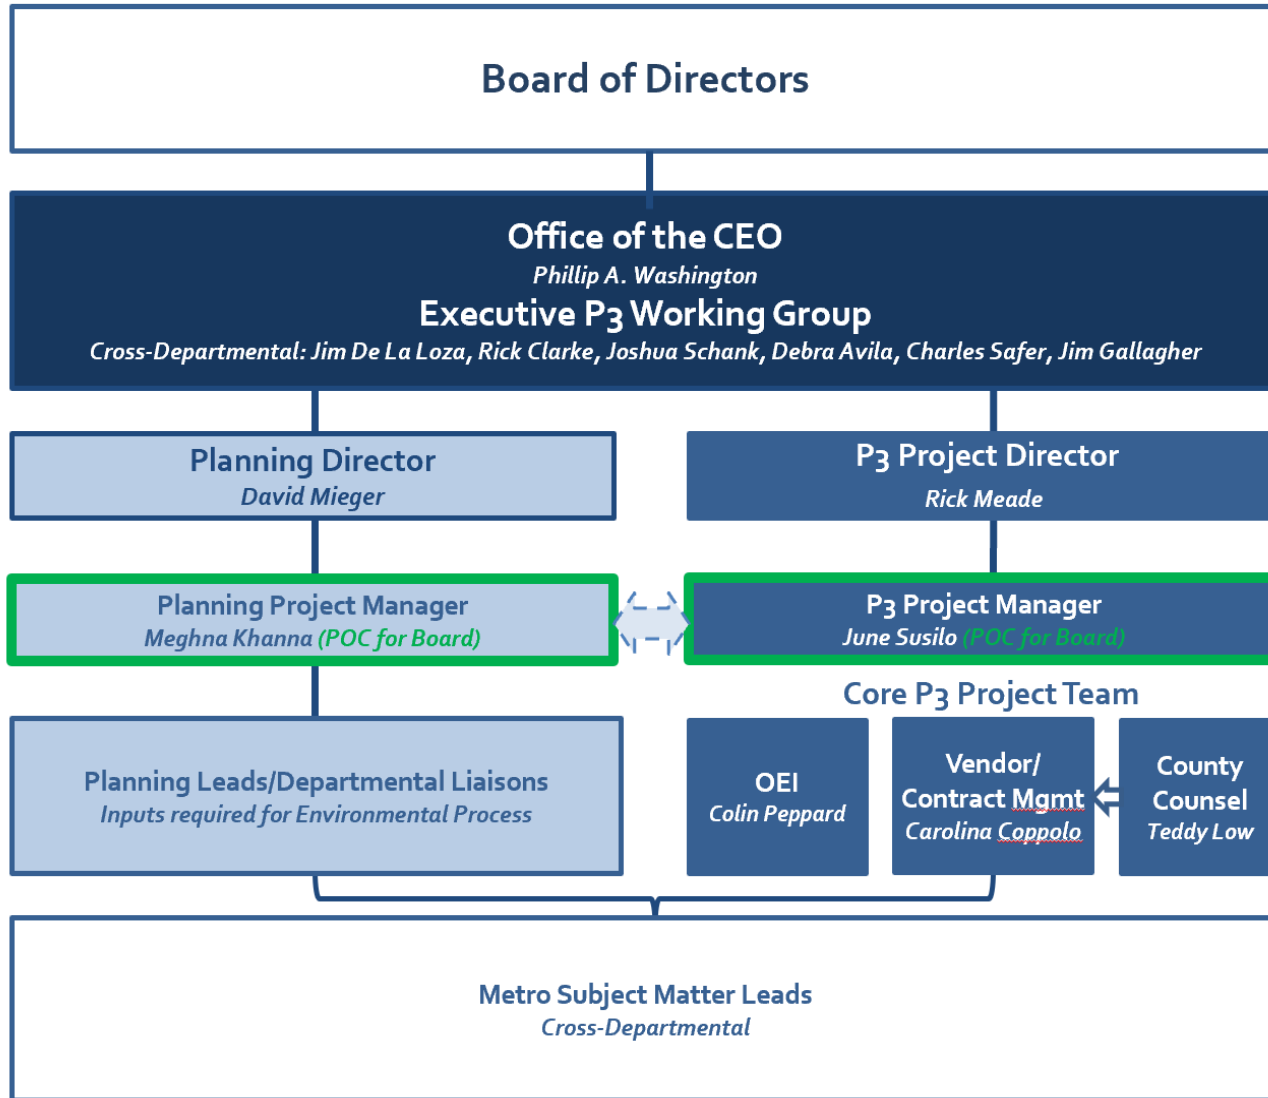 Board of Directors
Office of the CEO
Phillip A. Washington
Executive P3 Working Group
Cross-Departmental: Jim De La Loza, Rick Clarke, Joshua Schank, Debra Avila, Charles Safer, Jim Gallagher
Planning Director
David Mieger
P3 Project Director
Rick Meade
Planning Project Manager
Meghna Khanna (POC for Board)
P3 Project Manager
June Susilo (POC for Board)
Core P3 Project Team
Planning Leads/Departmental Liaisons
Inputs required for Environmental Process
OEI
Colin Peppard
Vendor/
Contract Mgmt
Carolina Coppolo
County
Counsel
Teddy Low
Metro Subject Matter Leads
Cross-Departmental